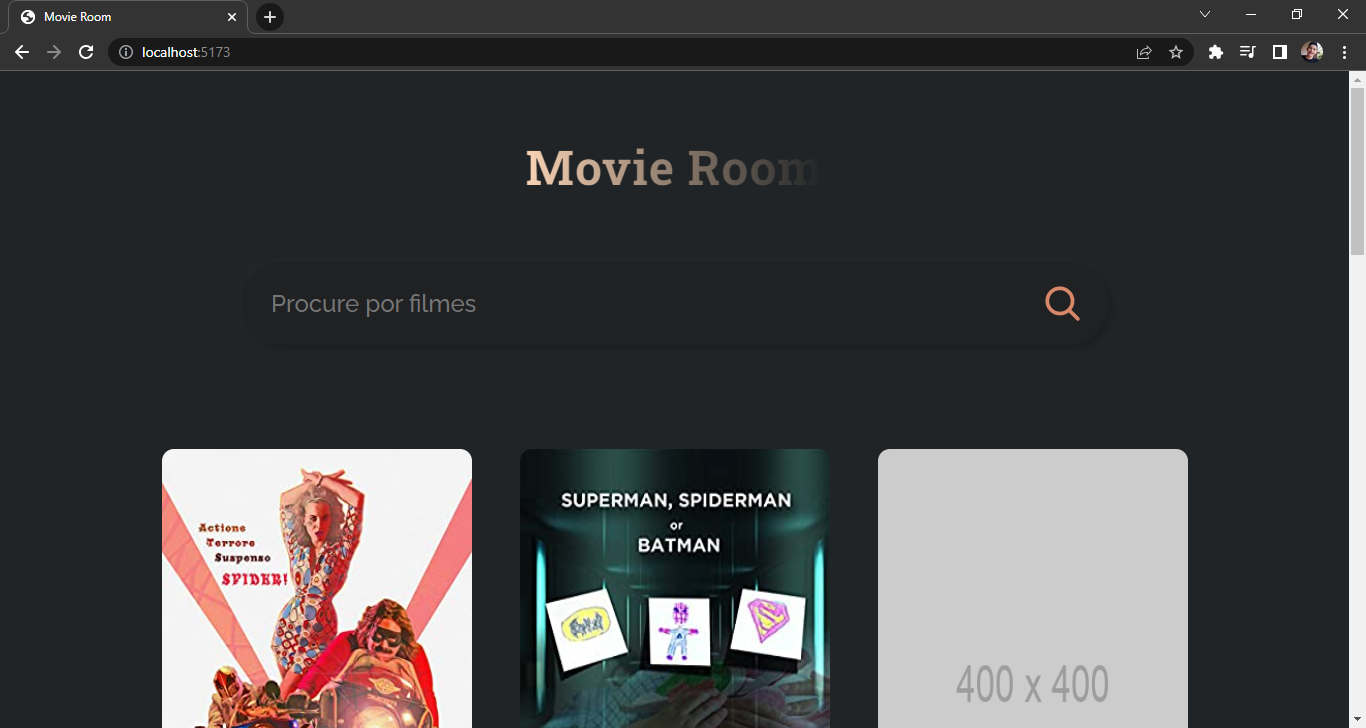 Movie Room
localhost:5173
Movie Room
Procure por filmes
Actione
Terrore
Suspenso
SPIDER!
SUPERMAN, SPIDERMAN
or
BATMAN
400 x 400